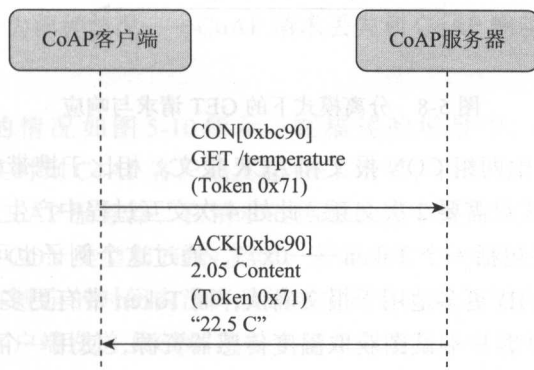 CoAP客户端
CoAP服务器
CON[0xbc90]
GET /temperature
(Token 0x71)
ACK[0xbc90]
2.05 Content
(Token 0x71)
“22.5 C”